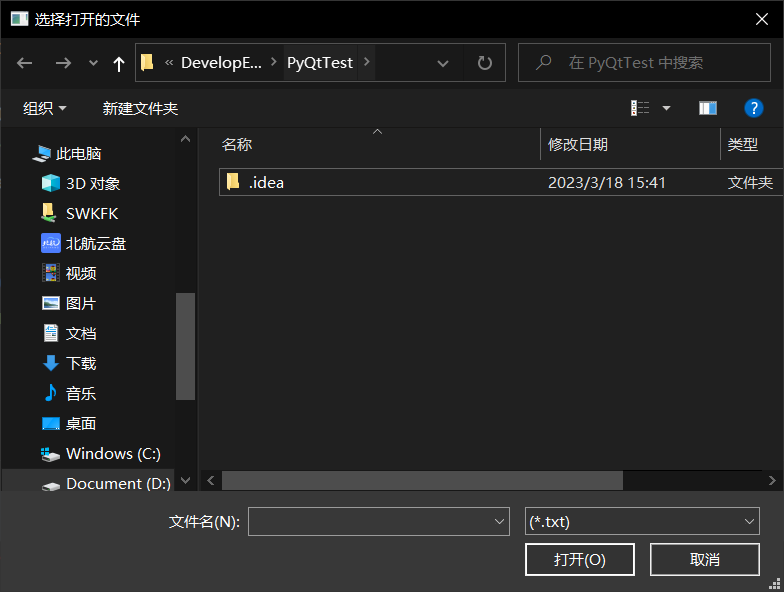 选择打开的文件
« DevelopE... › PyQtTest ›
在 PyQtTest 中搜索
组织 新建文件夹
名称 修改日期 类型
此电脑
3D 对象
SWKFK
北航云盘
视频
图片
文档
下载
音乐
桌面
Windows (C:)
Document (D:)
.idea 2023/3/18 15:41 文件夹
文件名(N): (*.txt)
打开(O) 取消